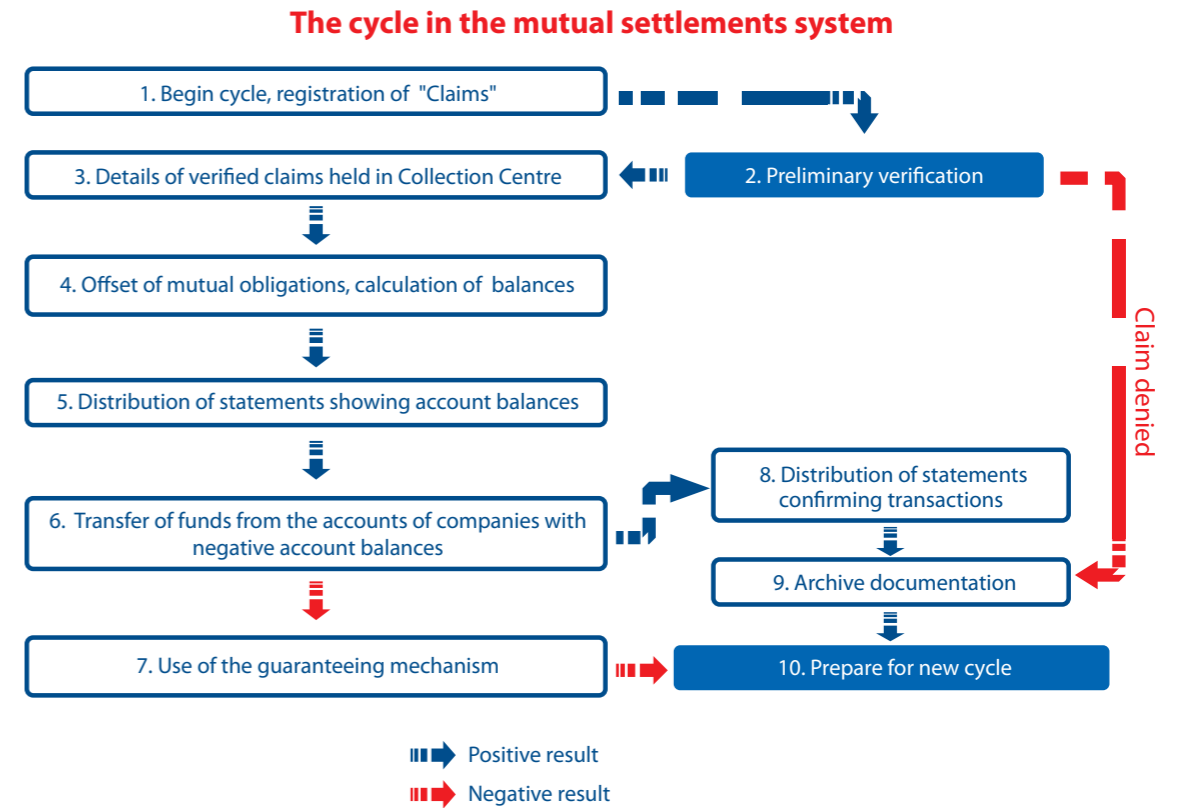 The cycle in the mutual settlements system
1. Begin cycle, registration of "Claims"
2. Preliminary verification
3. Details of verified claims held in Collection Centre
4. Offset of mutual obligations, calculation of balances
5. Distribution of statements showing account balances
6. Transfer of funds from the accounts of companies with
negative account balances
7. Use of the guaranteeing mechanism
8. Distribution of statements
confirming transactions
9. Archive documentation
10. Prepare for new cycle
Claim denied
Positive result
Negative result